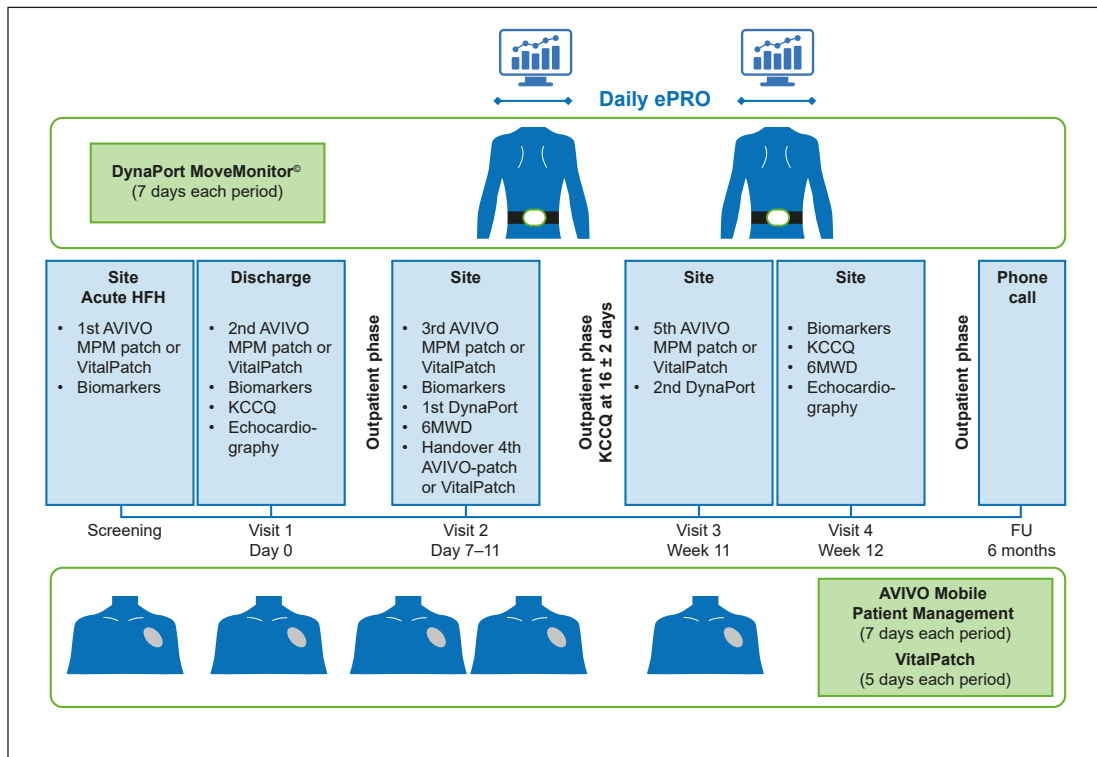 Daily ePRO
DynaPort MoveMonitor©
(7 days each period)
Site
Acute HFH
• 1st AVIVO
MPM patch or
VitalPatch
• Biomarkers
Discharge
• 2nd AVIVO
MPM patch or
VitalPatch
• Biomarkers
• KCCQ
• Echocardio-
graphy
Outpatient phase
Site
• 3rd AVIVO
MPM patch or
VitalPatch
• Biomarkers
• 1st DynaPort
• 6MWD
• Handover 4th
AVIVO-patch
or VitalPatch
Outpatient phase
KCCQ at 16 ± 2 days
Site
• 5th AVIVO
MPM patch or
VitalPatch
• 2nd DynaPort
Site
• Biomarkers
• KCCQ
• 6MWD
• Echocardio-
graphy
Outpatient phase
Phone
call
Screening
Visit 1
Day 0
Visit 2
Day 7–11
Visit 3
Week 11
Visit 4
Week 12
FU
6 months
AVIVO Mobile
Patient Management
(7 days each period)
VitalPatch
(5 days each period)